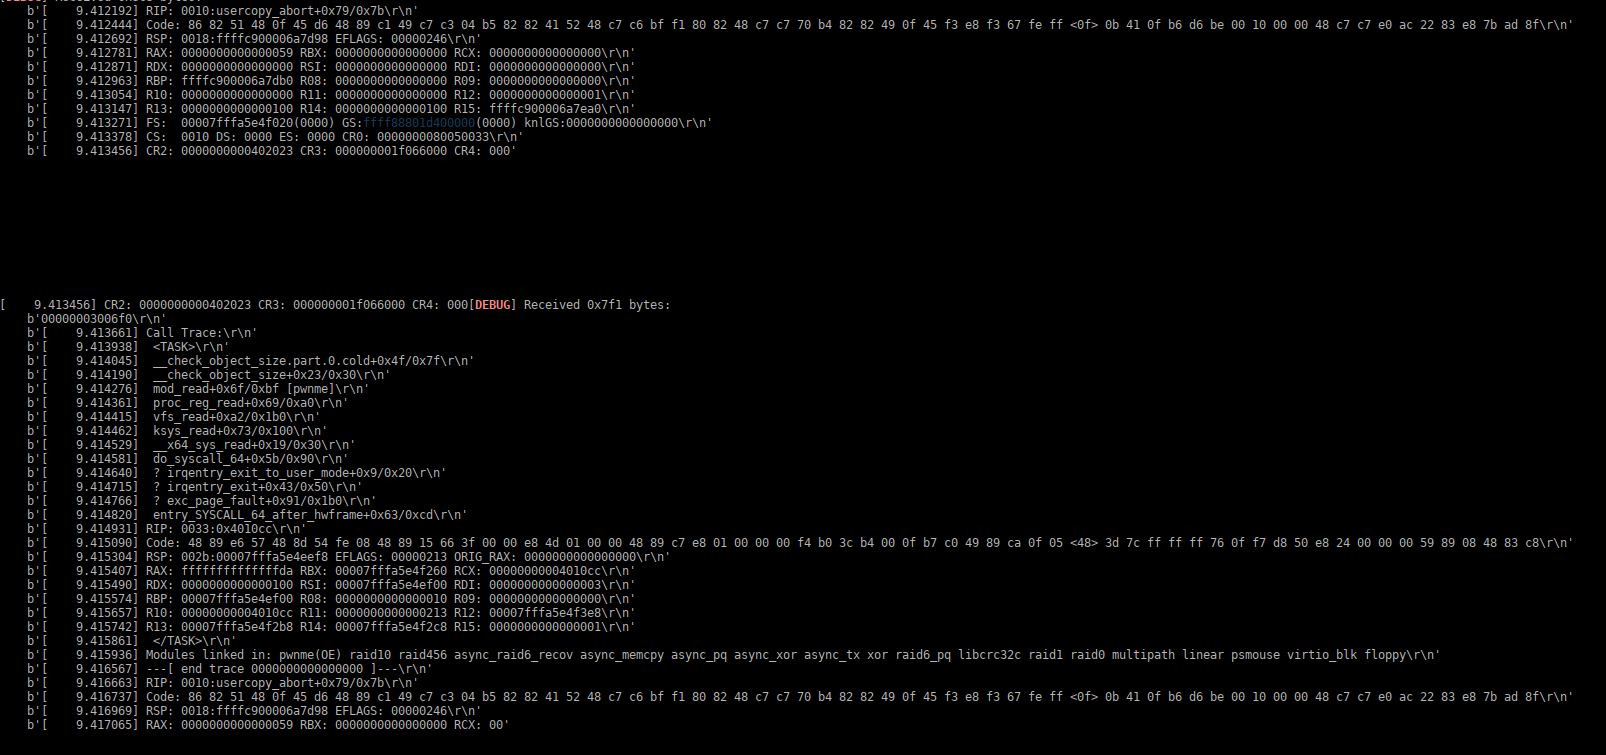 b'[    9.412192] RIP: 0010:usercopy_abort+0x79/0x7b\r\n'
b'[    9.412444] Code: 86 82 51 48 0f 45 d6 48 89 c1 49 c7 c3 04 b5 82 82 41 52 48 c7 c6 bf f1 80 82 48 c7 c7 70 b4 82 82 49 0f 45 f3 e8 f3 67 fe ff <0f> 0b 41 0f b6 d6 be 00 10 00 00 48 c7 c7 e0 ac 22 83 e8 7b ad 8f\r\n'
b'[    9.412692] RSP: 0018:ffffc900006a7d98 EFLAGS: 00000246\r\n'
b'[    9.412781] RAX: 0000000000000059 RBX: 0000000000000000 RCX: 0000000000000000\r\n'
b'[    9.412871] RDX: 0000000000000000 RSI: 0000000000000000 RDI: 0000000000000000\r\n'
b'[    9.412963] RBP: ffffc900006a7db0 R08: 0000000000000000 R09: 0000000000000000\r\n'
b'[    9.413054] R10: 0000000000000000 R11: 0000000000000000 R12: 0000000000000001\r\n'
b'[    9.413147] R13: 0000000000000100 R14: 0000000000000100 R15: ffffc900006a7ea0\r\n'
b'[    9.413271] FS:  00007fffa5e4f020(0000) GS:ffff88801d400000(0000) knlGS:0000000000000000\r\n'
b'[    9.413378] CS:  0010 DS: 0000 ES: 0000 CR0: 0000000080050033\r\n'
b'[    9.413456] CR2: 0000000000402023 CR3: 000000001f066000 CR4: 000'
[    9.413456] CR2: 0000000000402023 CR3: 000000001f066000 CR4: 000[DEBUG] Received 0x7f1 bytes:
b'00000003006f0\r\n'
b'[    9.413661] Call Trace:\r\n'
b'[    9.413938]  <TASK>\r\n'
b'[    9.414045]  __check_object_size.part.0.cold+0x4f/0x7f\r\n'
b'[    9.414190]  __check_object_size+0x23/0x30\r\n'
b'[    9.414276]  mod_read+0x6f/0xbf [pwnme]\r\n'
b'[    9.414361]  proc_reg_read+0x69/0xa0\r\n'
b'[    9.414415]  vfs_read+0xa2/0x1b0\r\n'
b'[    9.414462]  ksys_read+0x73/0x100\r\n'
b'[    9.414529]  __x64_sys_read+0x19/0x30\r\n'
b'[    9.414581]  do_syscall_64+0x5b/0x90\r\n'
b'[    9.414640]  ? irqentry_exit_to_user_mode+0x9/0x20\r\n'
b'[    9.414715]  ? irqentry_exit+0x43/0x50\r\n'
b'[    9.414766]  ? exc_page_fault+0x91/0x1b0\r\n'
b'[    9.414820]  entry_SYSCALL_64_after_hwframe+0x63/0xcd\r\n'
b'[    9.414931] RIP: 0033:0x4010cc\r\n'
b'[    9.415090] Code: 48 89 e6 57 48 8d 54 fe 08 48 89 15 66 3f 00 00 e8 4d 01 00 00 48 89 c7 e8 01 00 00 00 f4 b0 3c b4 00 0f b7 c0 49 89 ca 0f 05 <48> 3d 7c ff ff ff 76 0f f7 d8 50 e8 24 00 00 00 59 89 08 48 83 c8\r\n'
b'[    9.415304] RSP: 002b:00007fffa5e4eef8 EFLAGS: 00000213 ORIG_RAX: 0000000000000000\r\n'
b'[    9.415407] RAX: ffffffffffffffda RBX: 00007fffa5e4f260 RCX: 00000000004010cc\r\n'
b'[    9.415490] RDX: 0000000000000100 RSI: 00007fffa5e4ef00 RDI: 0000000000000003\r\n'
b'[    9.415574] RBP: 00007fffa5e4ef00 R08: 0000000000000010 R09: 0000000000000000\r\n'
b'[    9.415657] R10: 00000000004010cc R11: 0000000000000213 R12: 00007fffa5e4f3e8\r\n'
b'[    9.415742] R13: 00007fffa5e4f2b8 R14: 00007fffa5e4f2c8 R15: 0000000000000001\r\n'
b'[    9.415861]  </TASK>\r\n'
b'[    9.415936] Modules linked in: pwnme(OE) raid10 raid456 async_raid6_recov async_memcpy async_pq async_xor async_tx xor raid6_pq libcrc32c raid1 raid0 multipath linear psmouse virtio_blk floppy\r\n'
b'[    9.416567] ---[ end trace 0000000000000000 ]---\r\n'
b'[    9.416663] RIP: 0010:usercopy_abort+0x79/0x7b\r\n'
b'[    9.416737] Code: 86 82 51 48 0f 45 d6 48 89 c1 49 c7 c3 04 b5 82 82 41 52 48 c7 c6 bf f1 80 82 48 c7 c7 70 b4 82 82 49 0f 45 f3 e8 f3 67 fe ff <0f> 0b 41 0f b6 d6 be 00 10 00 00 48 c7 c7 e0 ac 22 83 e8 7b ad 8f\r\n'
b'[    9.416969] RSP: 0018:ffffc900006a7d98 EFLAGS: 00000246\r\n'
b'[    9.417065] RAX: 0000000000000059 RBX: 0000000000000000 RCX: 00'